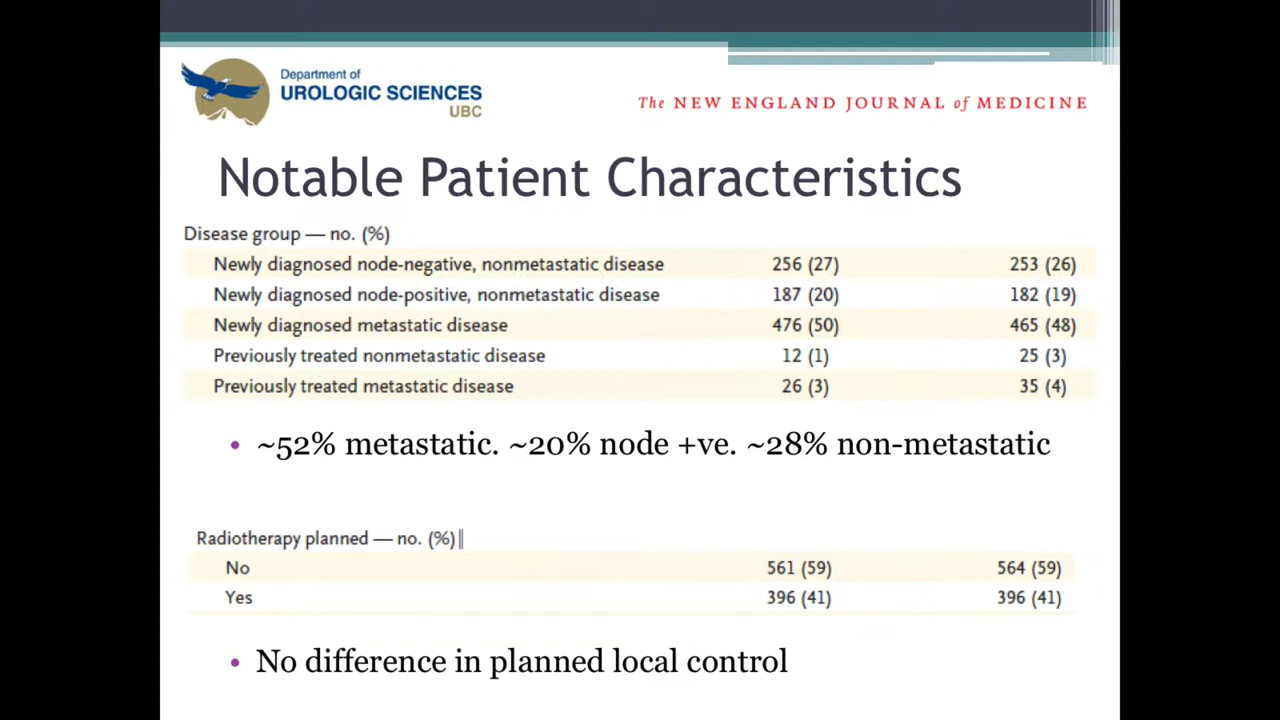 Department of
UROLOGIC SCIENCES
UBC
The NEW ENGLAND JOURNAL of MEDICINE
Notable Patient Characteristics
Disease group — no. (%)
Newly diagnosed node-negative, nonmetastatic disease 256 (27) 253 (26)
Newly diagnosed node-positive, nonmetastatic disease 187 (20) 182 (19)
Newly diagnosed metastatic disease 476 (50) 465 (48)
Previously treated nonmetastatic disease 12 (1) 25 (3)
Previously treated metastatic disease 26 (3) 35 (4)
• ~52% metastatic. ~20% node +ve. ~28% non-metastatic
Radiotherapy planned — no. (%)‖
No 561 (59) 564 (59)
Yes 396 (41) 396 (41)
• No difference in planned local control